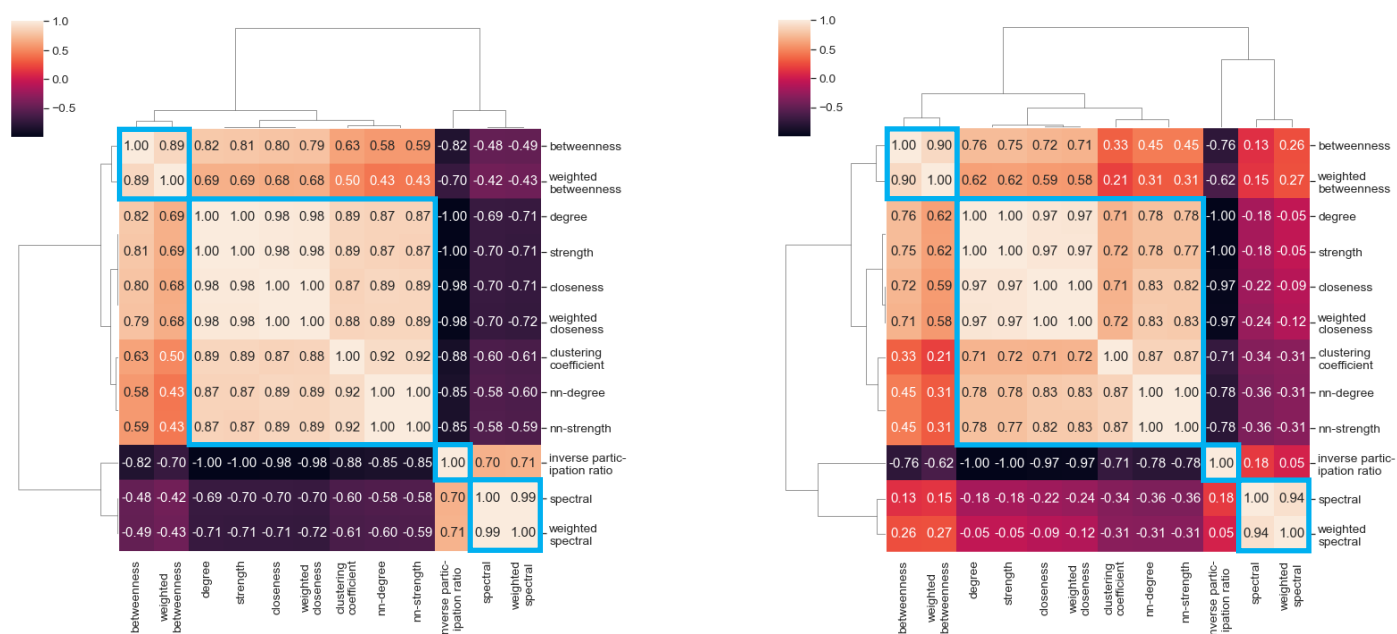 1.0
0.5
0.0
−0.5
1.00 0.89 0.82 0.81 0.80 0.79 0.63 0.58 0.59 -0.82 -0.48 -0.49 betweenness
0.89 1.00 0.69 0.69 0.68 0.68 0.50 0.43 0.43 -0.70 -0.42 -0.43 weighted
betweenness
0.82 0.69 1.00 1.00 0.98 0.98 0.89 0.87 0.87 -1.00 -0.69 -0.71 degree
0.81 0.69 1.00 1.00 0.98 0.98 0.89 0.87 0.87 -1.00 -0.70 -0.71 strength
0.80 0.68 0.98 0.98 1.00 1.00 0.87 0.89 0.89 -0.98 -0.70 -0.71 closeness
0.79 0.68 0.98 0.98 1.00 1.00 0.88 0.89 0.89 -0.98 -0.70 -0.72 weighted
closeness
0.63 0.50 0.89 0.89 0.87 0.88 1.00 0.92 0.92 -0.88 -0.60 -0.61 clustering
coefficient
0.58 0.43 0.87 0.87 0.89 0.89 0.92 1.00 1.00 -0.85 -0.58 -0.60 nn-degree
0.59 0.43 0.87 0.87 0.89 0.89 0.92 1.00 1.00 -0.85 -0.58 -0.59 nn-strength
-0.82 -0.70 -1.00 -1.00 -0.98 -0.98 -0.88 -0.85 -0.85 1.00 0.70 0.71 inverse partic-
ipation ratio
-0.48 -0.42 -0.69 -0.70 -0.70 -0.70 -0.60 -0.58 -0.58 0.70 1.00 0.99 spectral
-0.49 -0.43 -0.71 -0.71 -0.71 -0.72 -0.61 -0.60 -0.59 0.71 0.99 1.00 weighted
spectral
betweenness
weighted
betweenness
degree
strength
closeness
weighted
closeness
clustering
coefficient
nn-degree
nn-strength
inverse partic-
ipation ratio
spectral
weighted
spectral
1.0
0.5
0.0
−0.5
1.00 0.90 0.76 0.75 0.72 0.71 0.33 0.45 0.45 -0.76 0.13 0.26 betweenness
0.90 1.00 0.62 0.62 0.59 0.58 0.21 0.31 0.31 -0.62 0.15 0.27 weighted
betweenness
0.76 0.62 1.00 1.00 0.97 0.97 0.71 0.78 0.78 -1.00 -0.18 -0.05 degree
0.75 0.62 1.00 1.00 0.97 0.97 0.72 0.78 0.77 -1.00 -0.18 -0.05 strength
0.72 0.59 0.97 0.97 1.00 1.00 0.71 0.83 0.82 -0.97 -0.22 -0.09 closeness
0.71 0.58 0.97 0.97 1.00 1.00 0.72 0.83 0.83 -0.97 -0.24 -0.12 weighted
closeness
0.33 0.21 0.71 0.72 0.71 0.72 1.00 0.87 0.87 -0.71 -0.34 -0.31 clustering
coefficient
0.45 0.31 0.78 0.78 0.83 0.83 0.87 1.00 1.00 -0.78 -0.36 -0.31 nn-degree
0.45 0.31 0.78 0.77 0.82 0.83 0.87 1.00 1.00 -0.78 -0.36 -0.31 nn-strength
-0.76 -0.62 -1.00 -1.00 -0.97 -0.97 -0.71 -0.78 -0.78 1.00 0.18 0.05 inverse partic-
ipation ratio
0.13 0.15 -0.18 -0.18 -0.22 -0.24 -0.34 -0.36 -0.36 0.18 1.00 0.94 spectral
0.26 0.27 -0.05 -0.05 -0.09 -0.12 -0.31 -0.31 -0.31 0.05 0.94 1.00 weighted
spectral
betweenness
weighted
betweenness
degree
strength
closeness
weighted
closeness
clustering
coefficient
nn-degree
nn-strength
inverse partic-
ipation ratio
spectral
weighted
spectral